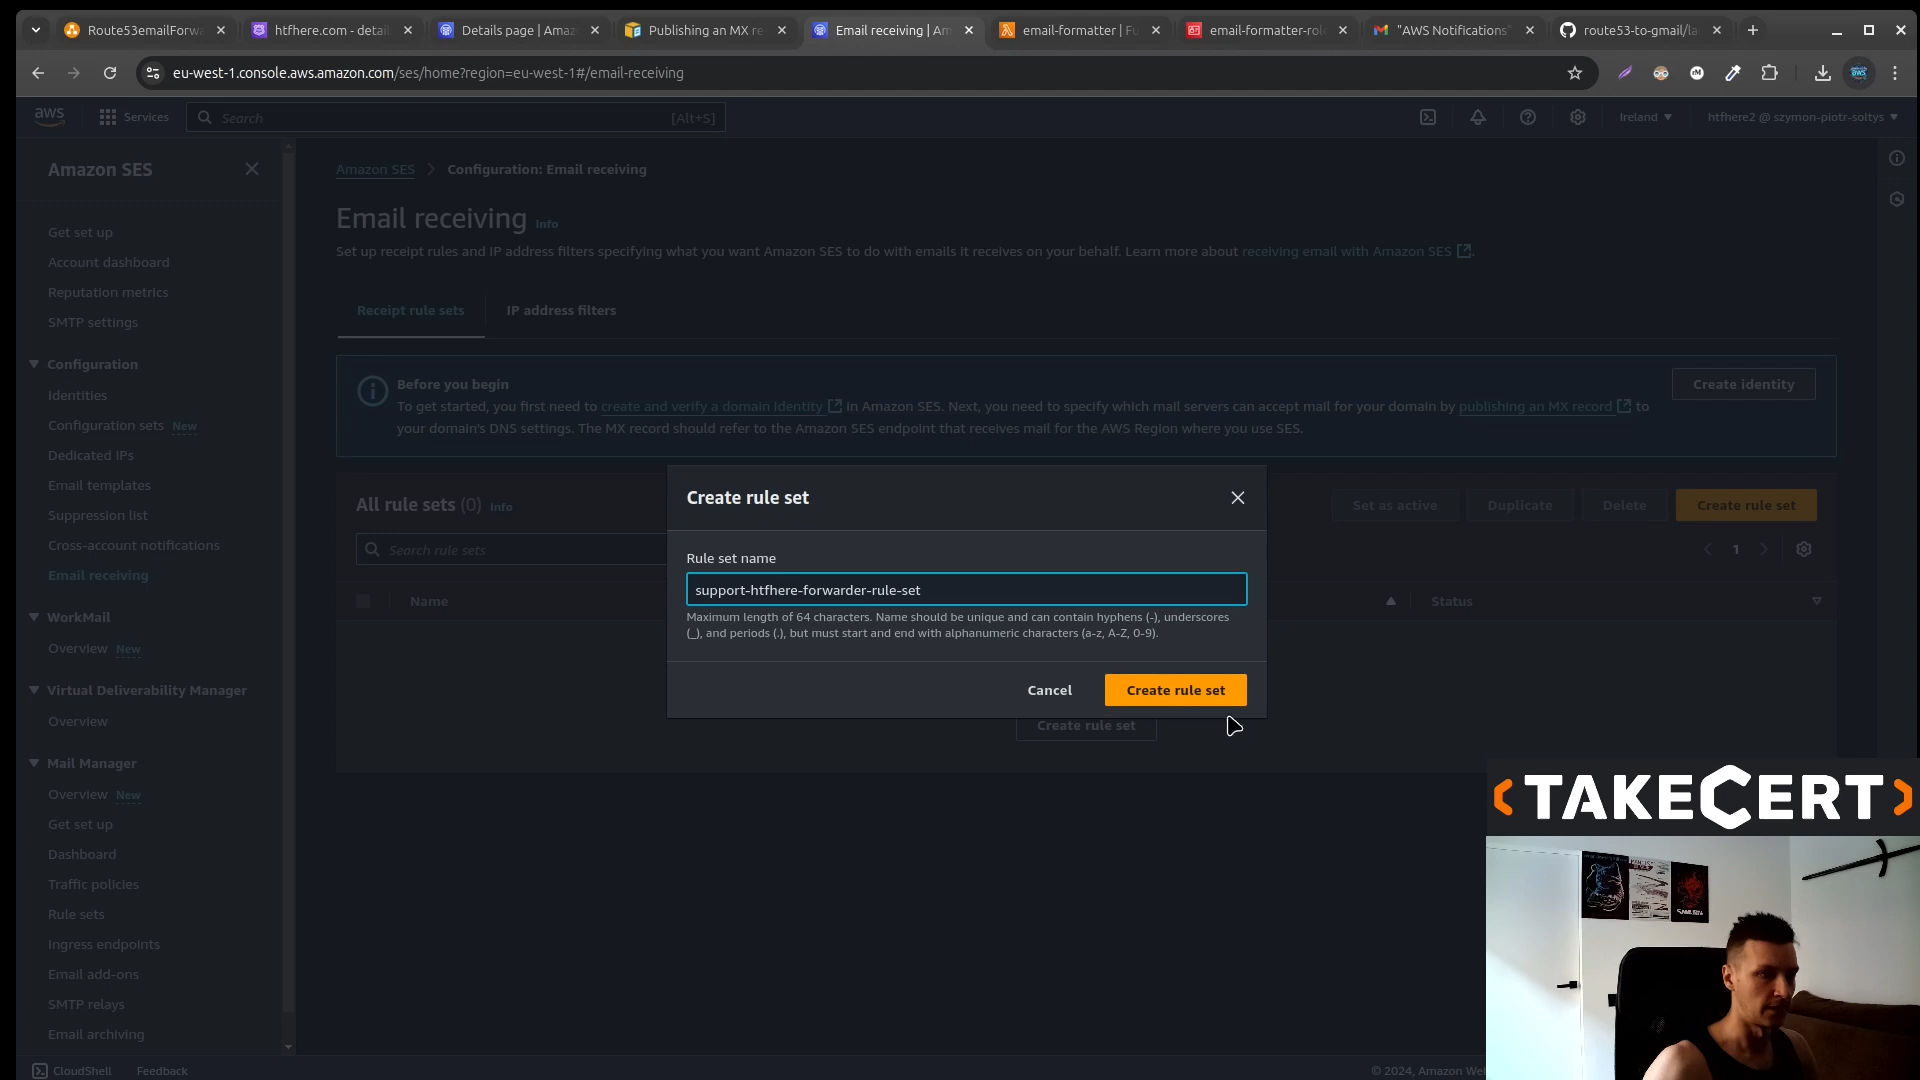 Route53emailForwa
htfhere.com - detail
Details page | Amaz
Publishing an MX re
Email receiving | Am
email-formatter | Fu
email-formatter-rol
"AWS Notifications"
route53-to-gmail/la
eu-west-1.console.aws.amazon.com/ses/home?region=eu-west-1#/email-receiving
aws
Services
Search
[Alt+S]
Ireland
htfhere2 @ szymon-piotr-soltys
Amazon SES
Get set up
Account dashboard
Reputation metrics
SMTP settings
Configuration
Identities
Configuration sets New
Dedicated IPs
Email templates
Suppression list
Cross-account notifications
Email receiving
WorkMail
Overview New
Virtual Deliverability Manager
Overview
Mail Manager
Overview New
Get set up
Dashboard
Traffic policies
Rule sets
Ingress endpoints
Email add-ons
SMTP relays
Email archiving
Amazon SES
Configuration: Email receiving
Email receiving Info
Set up receipt rules and IP address filters specifying what you want Amazon SES to do with emails it receives on your behalf. Learn more about receiving email with Amazon SES.
Receipt rule sets
IP address filters
Before you begin
Create identity
To get started, you first need to create and verify a domain identity in Amazon SES. Next, you need to specify which mail servers can accept mail for your domain by publishing an MX record to
your domain's DNS settings. The MX record should refer to the Amazon SES endpoint that receives mail for the AWS Region where you use SES.
All rule sets (0) Info
Set as active
Duplicate
Delete
Create rule set
Search rule sets
1
Name
Status
Create rule set
Rule set name
support-htfhere-forwarder-rule-set
Maximum length of 64 characters. Name should be unique and can contain hyphens (-), underscores
(_), and periods (.), but must start and end with alphanumeric characters (a-z, A-Z, 0-9).
Cancel
Create rule set
Create rule set
<TAKECERT>
SAMURAI
CloudShell
Feedback
© 2024, Amazon We